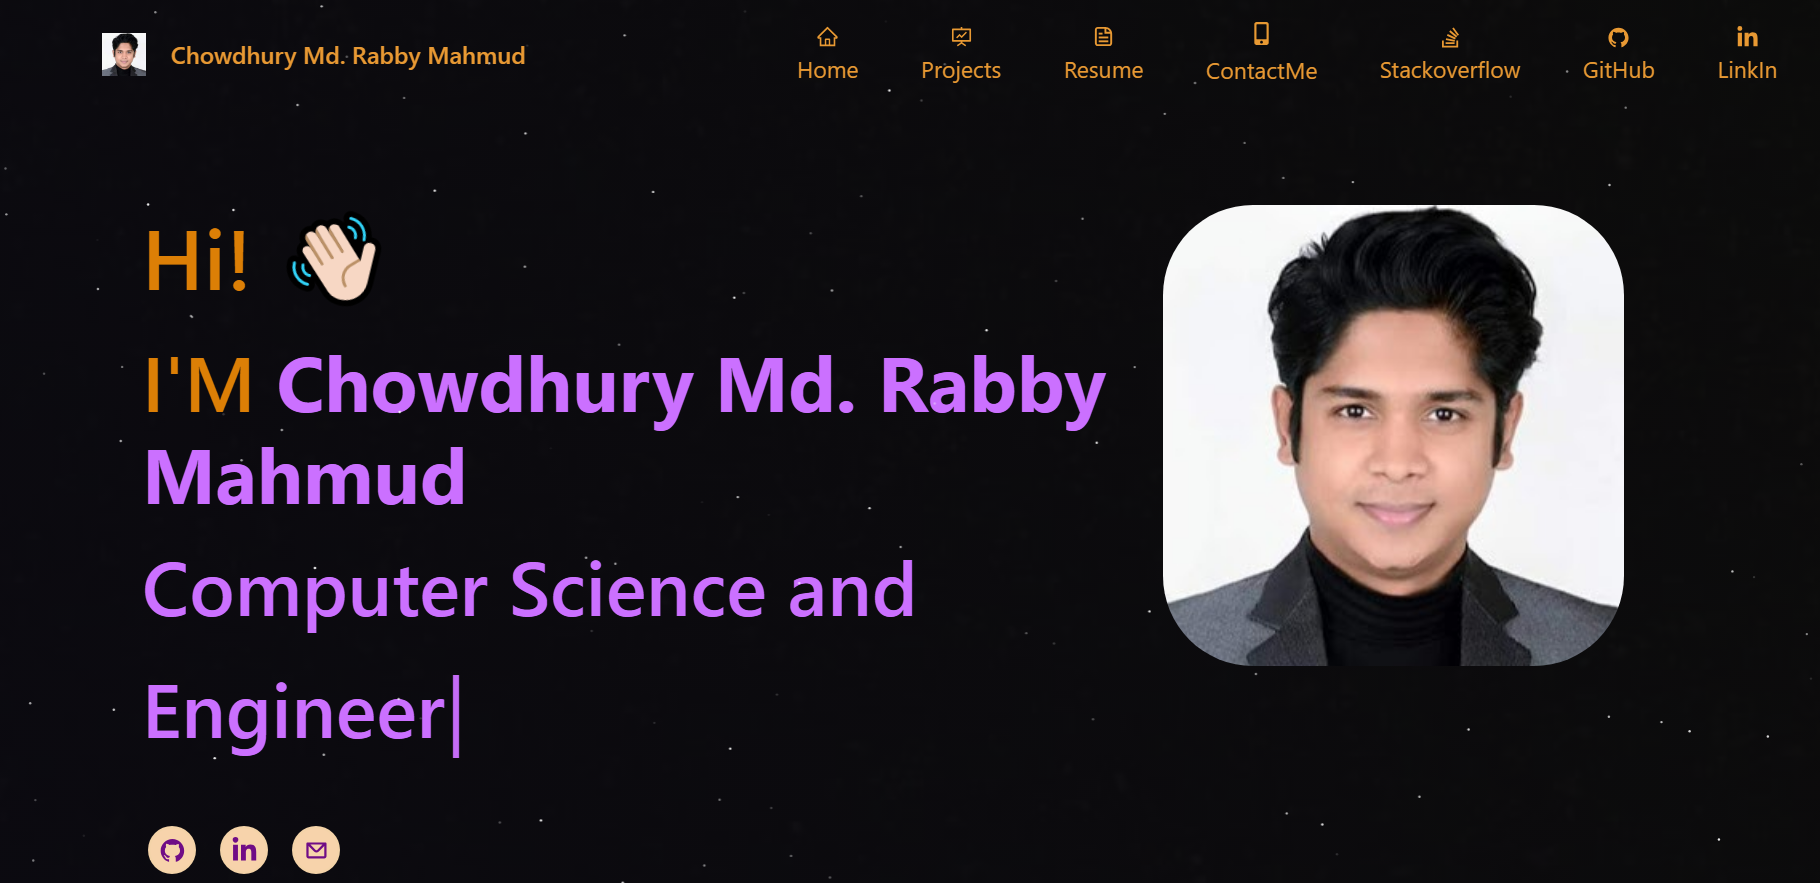 Chowdhury Md. Rabby Mahmud
Home
Projects
Resume
ContactMe
Stackoverflow
GitHub
LinkIn
Hi!
I'M Chowdhury Md. Rabby
Mahmud
Computer Science and
Engineer|